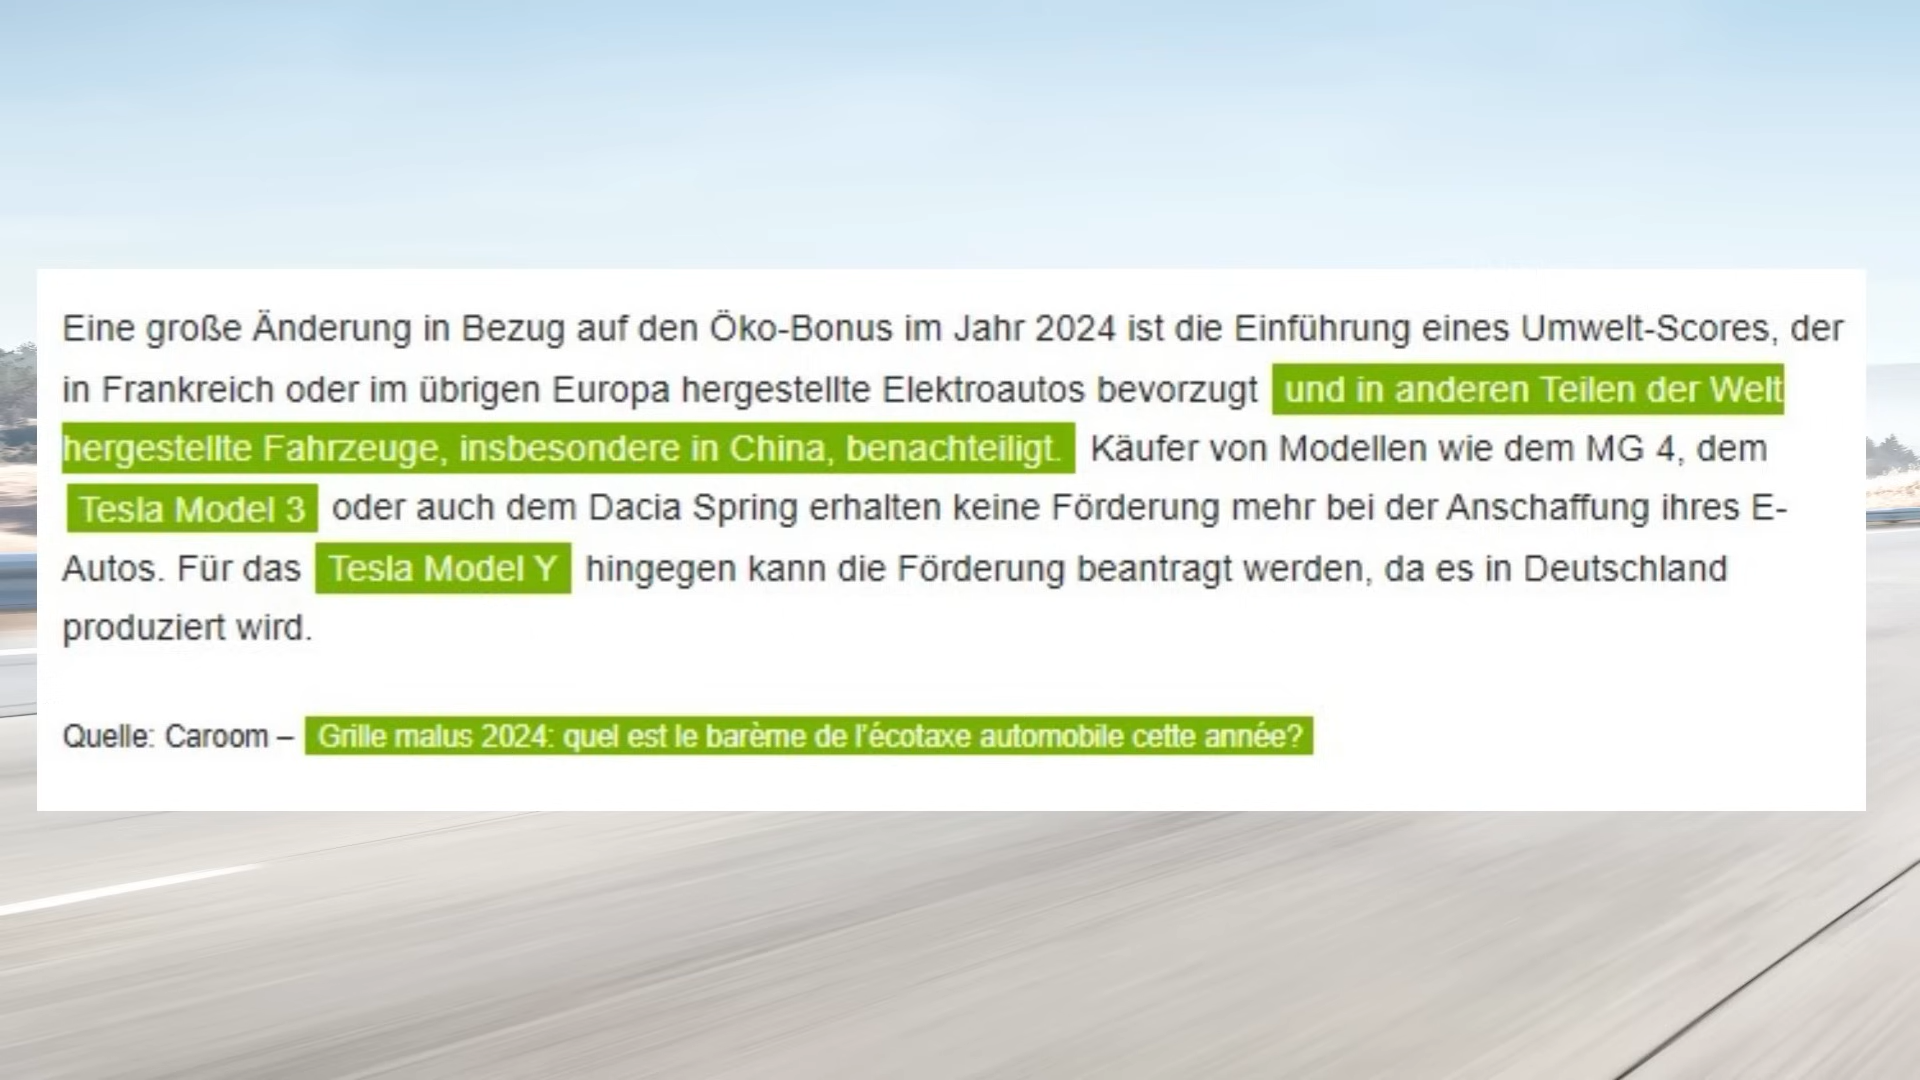 Eine große Änderung in Bezug auf den Öko-Bonus im Jahr 2024 ist die Einführung eines Umwelt-Scores, der
in Frankreich oder im übrigen Europa hergestellte Elektroautos bevorzugt und in anderen Teilen der Welt
hergestellte Fahrzeuge, insbesondere in China, benachteiligt. Käufer von Modellen wie dem MG 4, dem
Tesla Model 3 oder auch dem Dacia Spring erhalten keine Förderung mehr bei der Anschaffung ihres E-
Autos. Für das Tesla Model Y hingegen kann die Förderung beantragt werden, da es in Deutschland
produziert wird.
Quelle: Caroom – Grille malus 2024: quel est le barème de l'écotaxe automobile cette année?